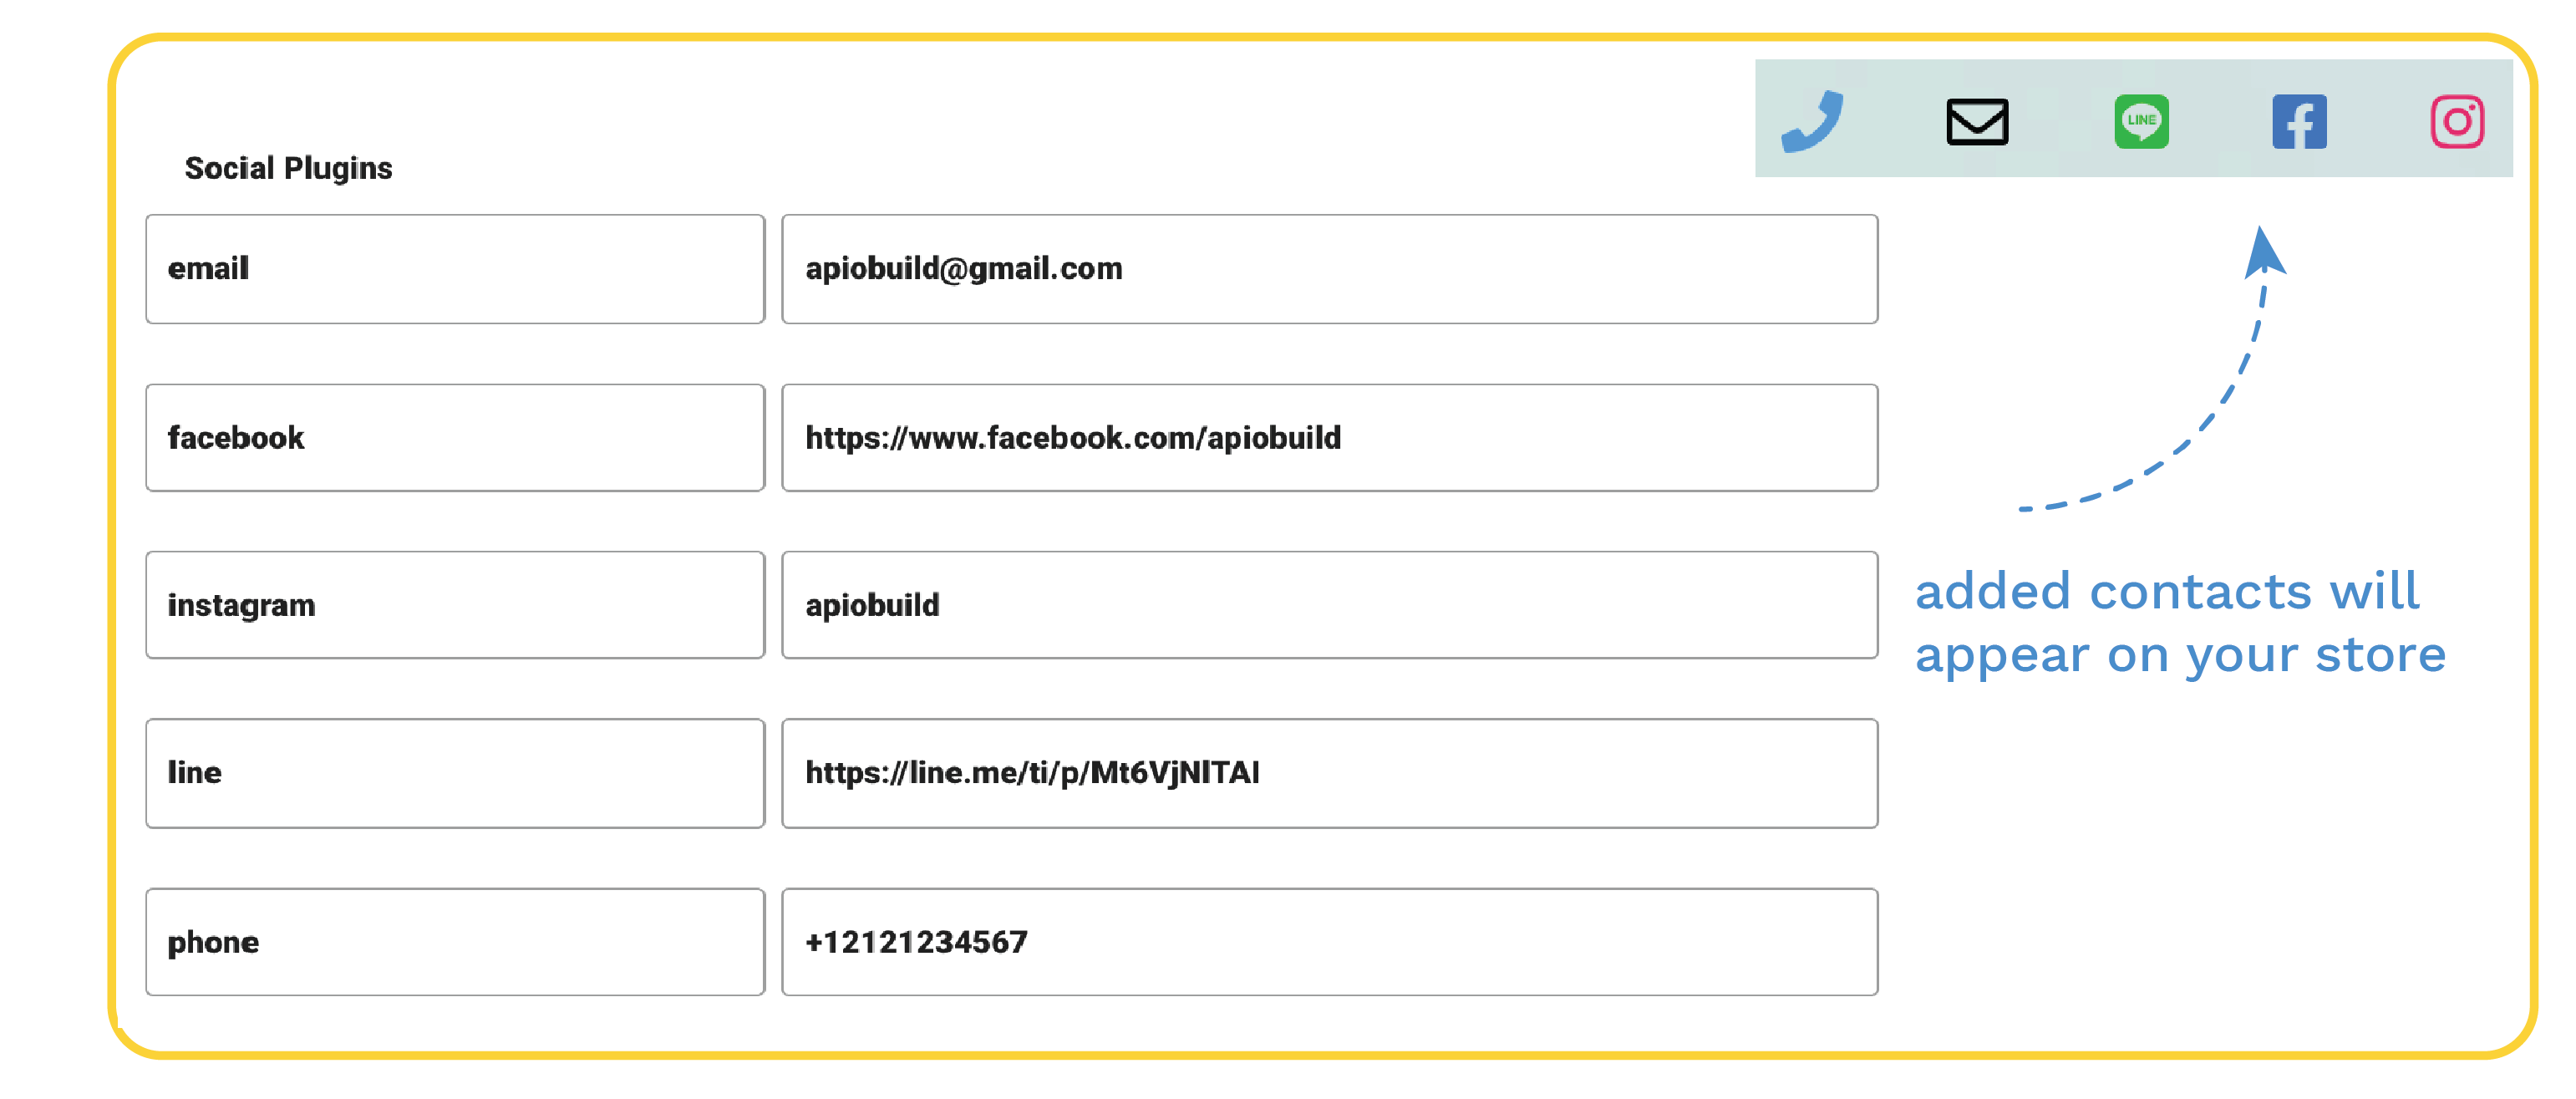 LINE
Social Plugins
email
apiobuild@gmail.com
facebook
https://www.facebook.com/apiobuild
instagram
apiobuild
added contacts will
appear on your store
line
https://line.me/ti/p/Mt6VjNlTAI
phone
+12121234567